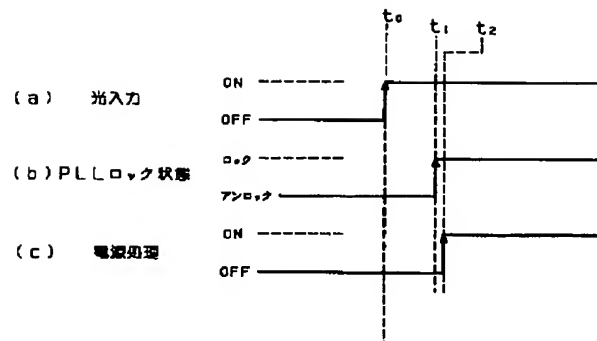 t₀ t₁ t₂
(a) 光入力
ON
OFF
(b) PLLロック状態
ロック
アンロック
(c) 電源処理
ON
OFF